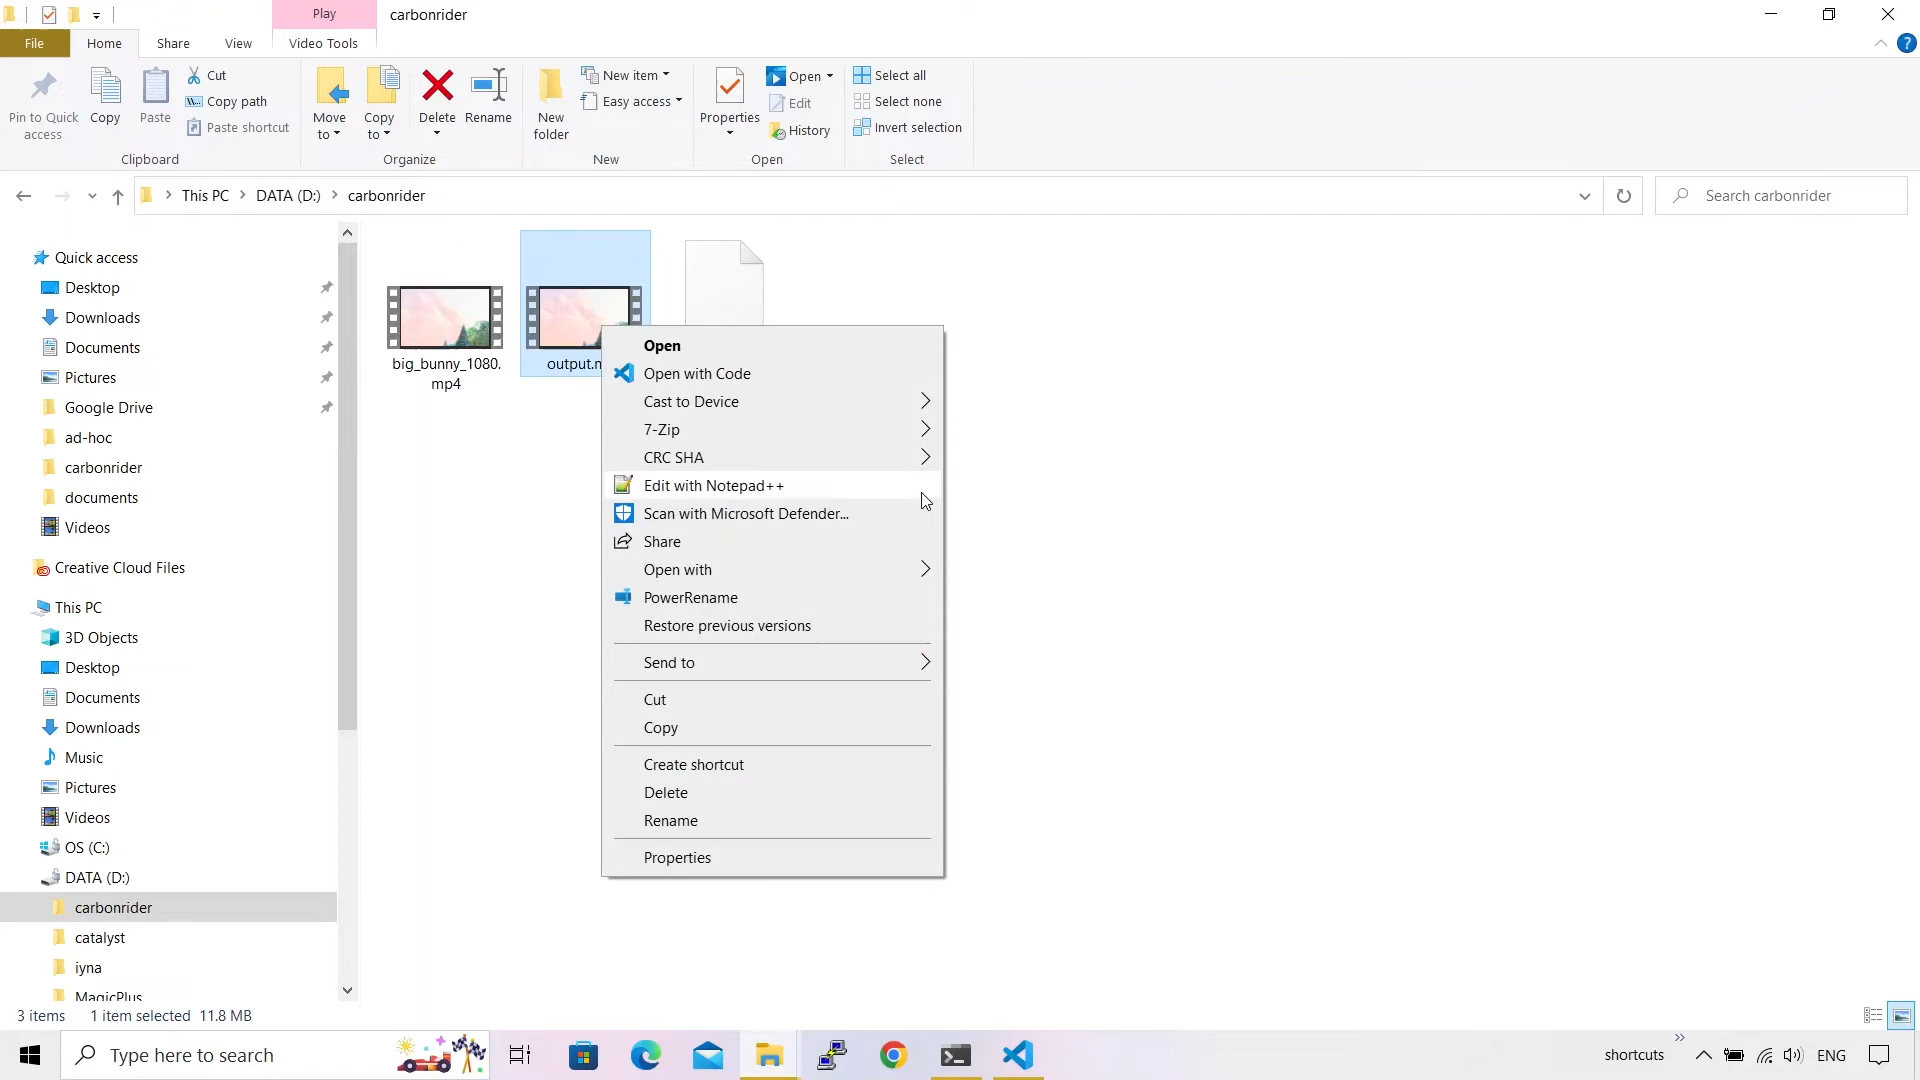 Play
carbonrider
File
Home
Share
View
Video Tools
?
Pin to Quick
access
Copy
Paste
Cut
Copy path
Paste shortcut
Clipboard
Move
to
Copy
to
Delete
Rename
Organize
New
folder
New item
Easy access
New
Properties
Open
Edit
History
Open
Select all
Select none
Invert selection
Select
This PC
DATA (D:)
carbonrider
Search carbonrider
Quick access
Desktop
Downloads
Documents
Pictures
Google Drive
ad-hoc
carbonrider
documents
Videos
Creative Cloud Files
This PC
3D Objects
Desktop
Documents
Downloads
Music
Pictures
Videos
OS (C:)
DATA (D:)
carbonrider
catalyst
iyna
MagicPlus
big_bunny_1080.
mp4
output.m
Open
Open with Code
Cast to Device
7-Zip
CRC SHA
Edit with Notepad++
Scan with Microsoft Defender...
Share
Open with
PowerRename
Restore previous versions
Send to
Cut
Copy
Create shortcut
Delete
Rename
Properties
3 items
1 item selected 11.8 MB
Type here to search
shortcuts
ENG